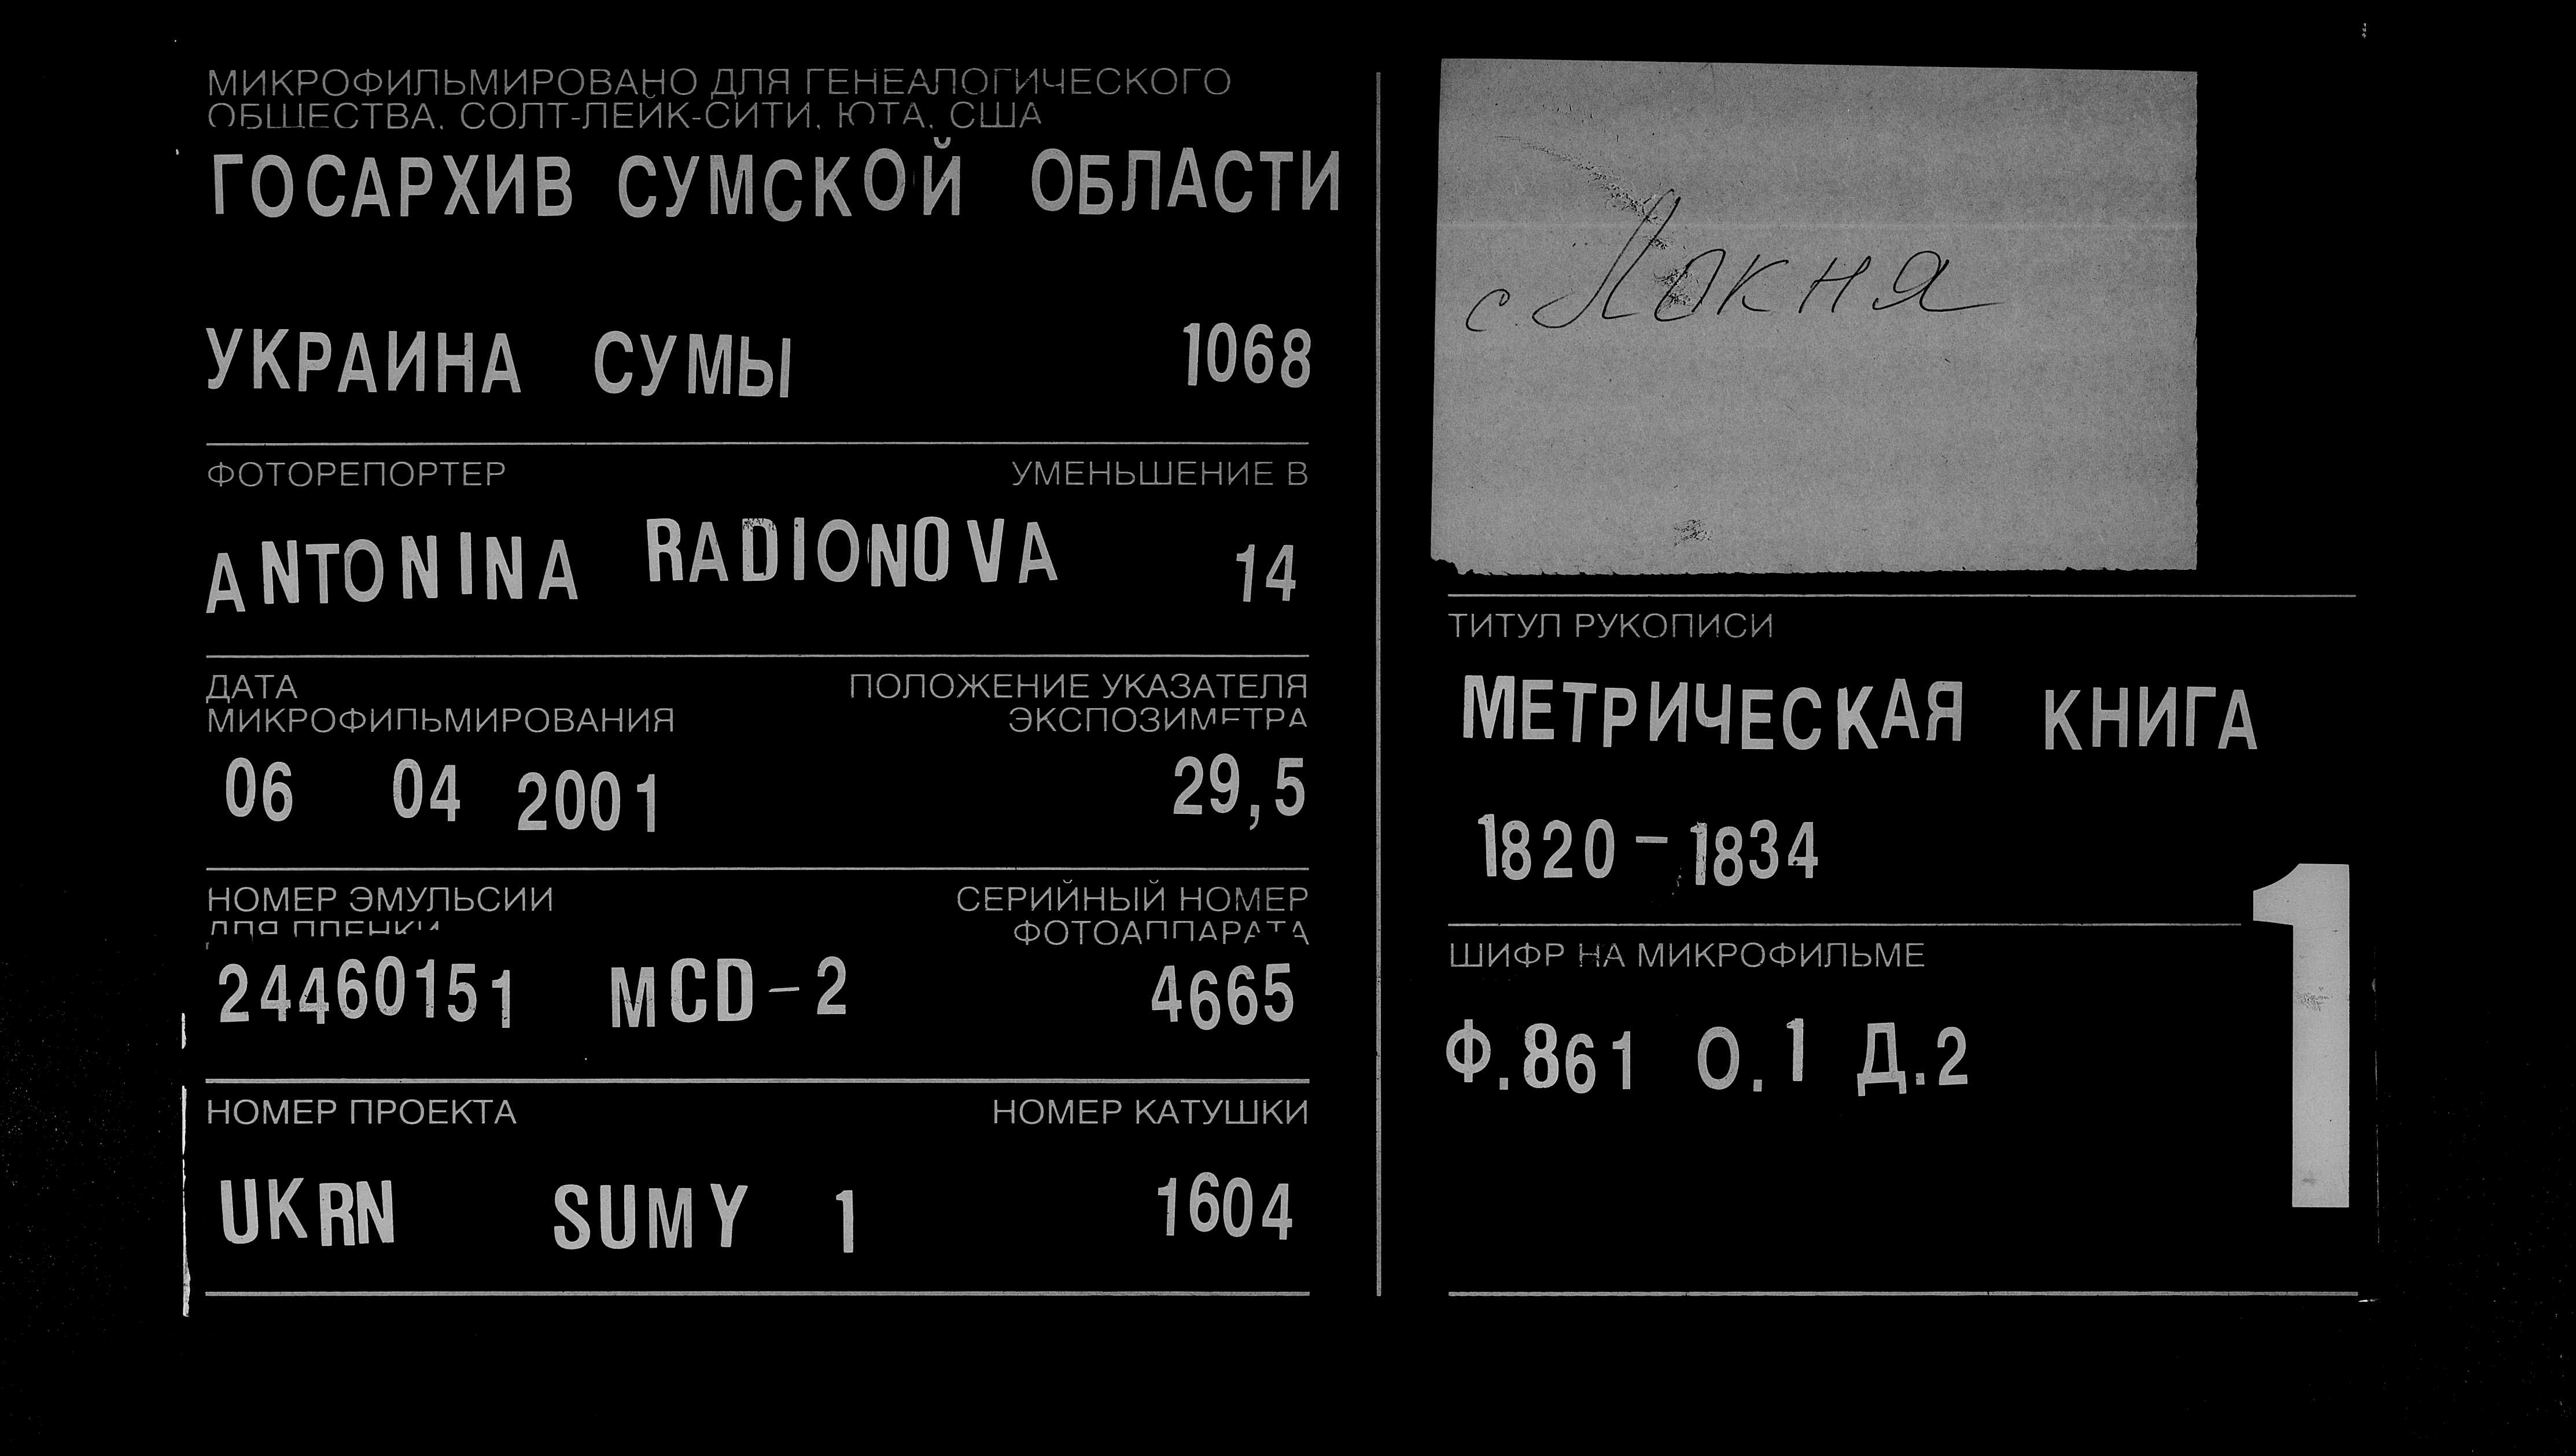 МИКРОФИЛЬМИРОВАНО ДЛЯ ГЕНЕАЛОГИЧЕСКОГО
ОБЩЕСТВА, СОЛТ-ЛЕЙК-СИТИ, ЮТА, США
ГОСАРХИВ СУМСКОЙ ОБЛАСТИ
УКРАИНА СУМЫ 1068
ФОТОРЕПОРТЕР УМЕНЬШЕНИЕ В
ANTONINA RADIONOVA 14
ДАТА ПОЛОЖЕНИЕ УКАЗАТЕЛЯ
МИКРОФИЛЬМИРОВАНИЯ ЭКСПОЗИМЕТРА
06 04 2001 29,5
НОМЕР ЭМУЛЬСИИ СЕРИЙНЫЙ НОМЕР
ДЛЯ ПЛЕНКИ ФОТОАППАРАТА
24460151 MCD-2 4665
НОМЕР ПРОЕКТА НОМЕР КАТУШКИ
UKRN SUMY 1 1604
с Локня
ТИТУЛ РУКОПИСИ
МЕТРИЧЕСКАЯ КНИГА
1820-1834
ШИФР НА МИКРОФИЛЬМЕ
Ф.861 О.1 Д.2
1